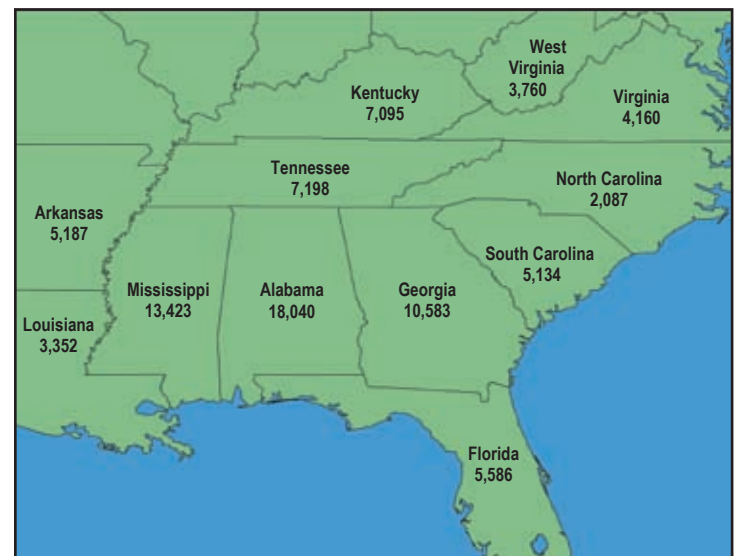 West
Virginia
3,760
Kentucky
7,095
Virginia
4,160
Tennessee
7,198
North Carolina
2,087
Arkansas
5,187
South Carolina
5,134
Mississippi
13,423
Alabama
18,040
Georgia
10,583
Louisiana
3,352
Florida
5,586